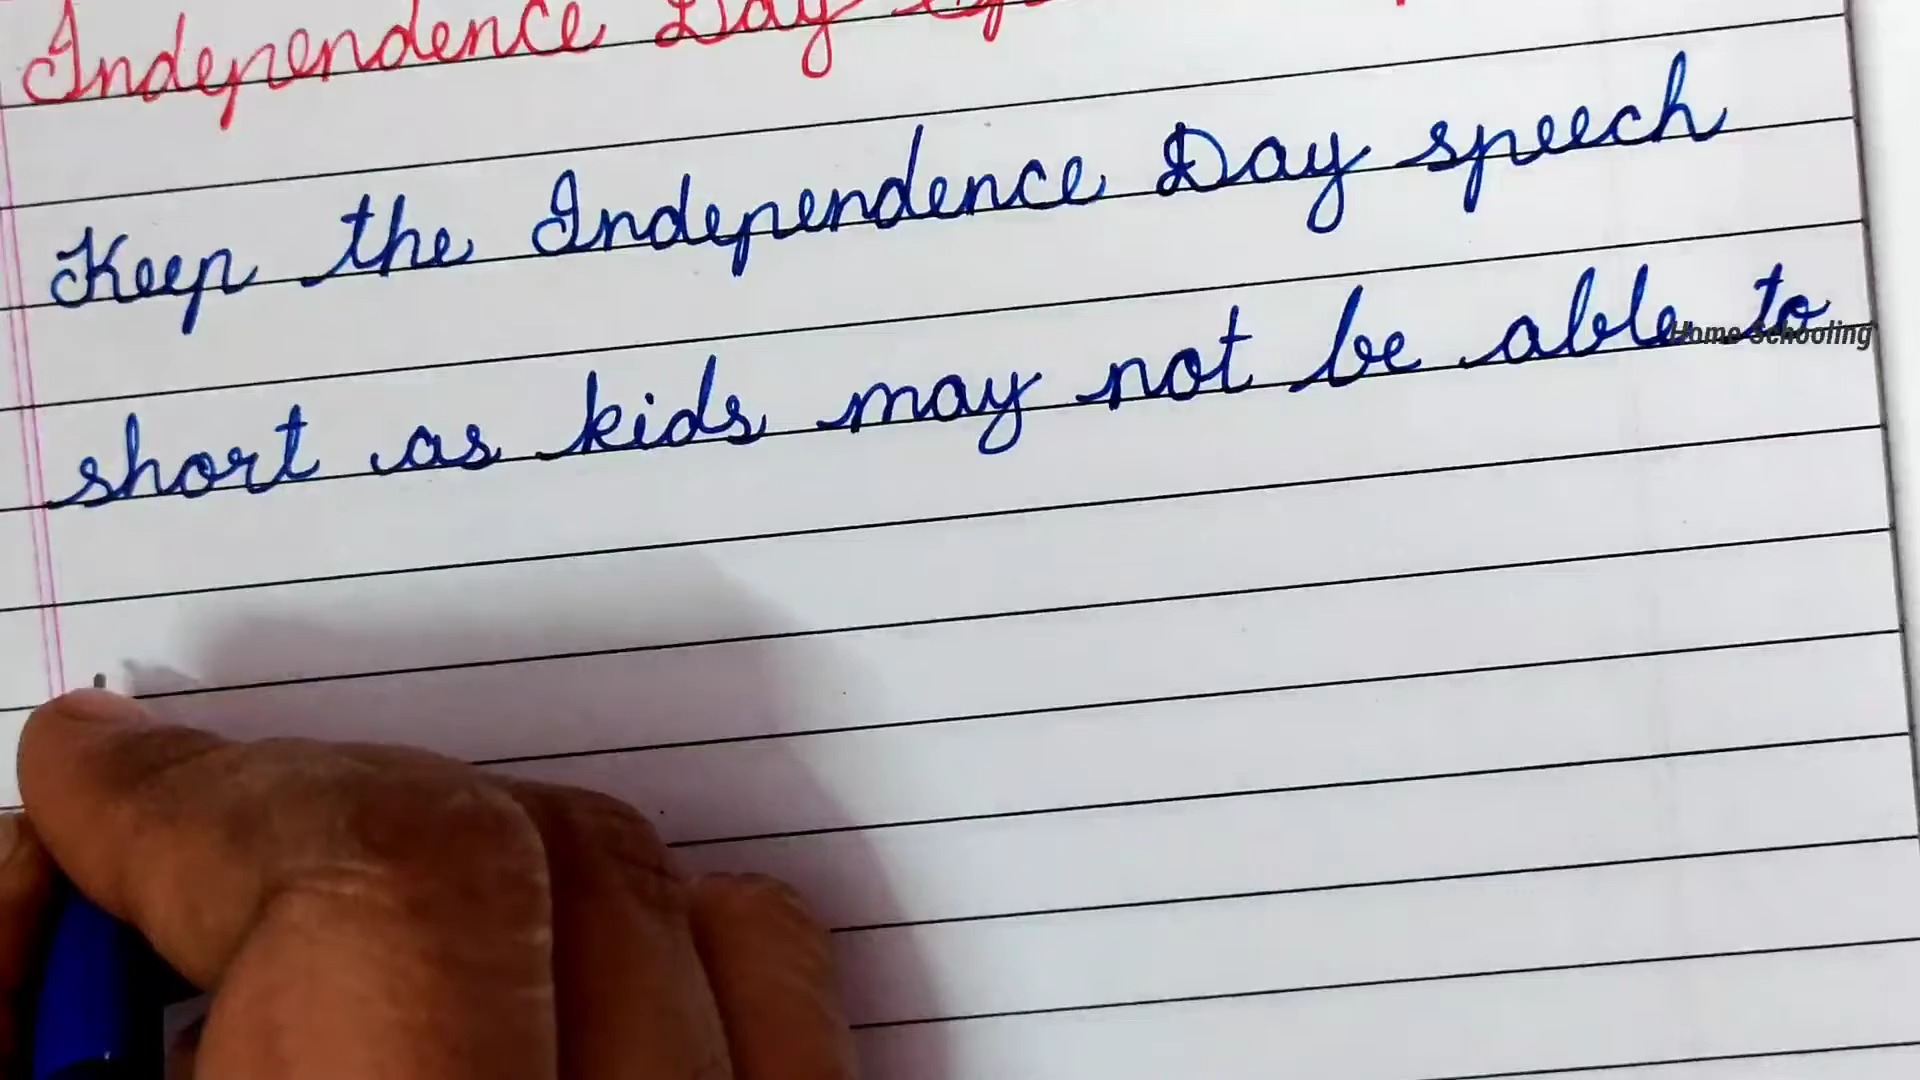 Independence Day
Keep the Independence Day speech
short as kids may not be able to
Home Schooling